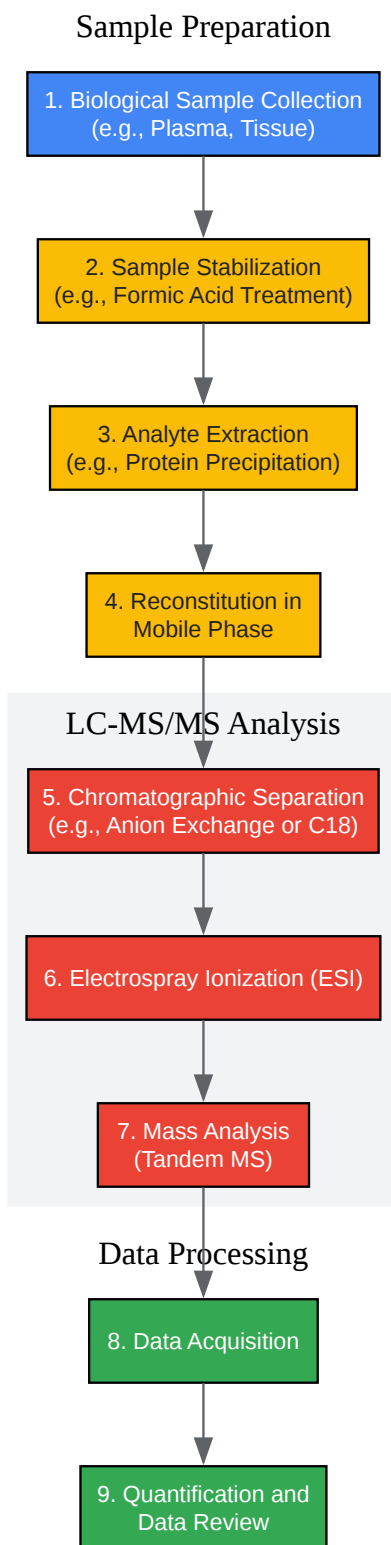 Sample Preparation
1. Biological Sample Collection
(e.g., Plasma, Tissue)
2. Sample Stabilization
(e.g., Formic Acid Treatment)
3. Analyte Extraction
(e.g., Protein Precipitation)
4. Reconstitution in
Mobile Phase
LC-MS/MS Analysis
5. Chromatographic Separation
(e.g., Anion Exchange or C18)
6. Electrospray Ionization (ESI)
7. Mass Analysis
(Tandem MS)
Data Processing
8. Data Acquisition
9. Quantification and
Data Review